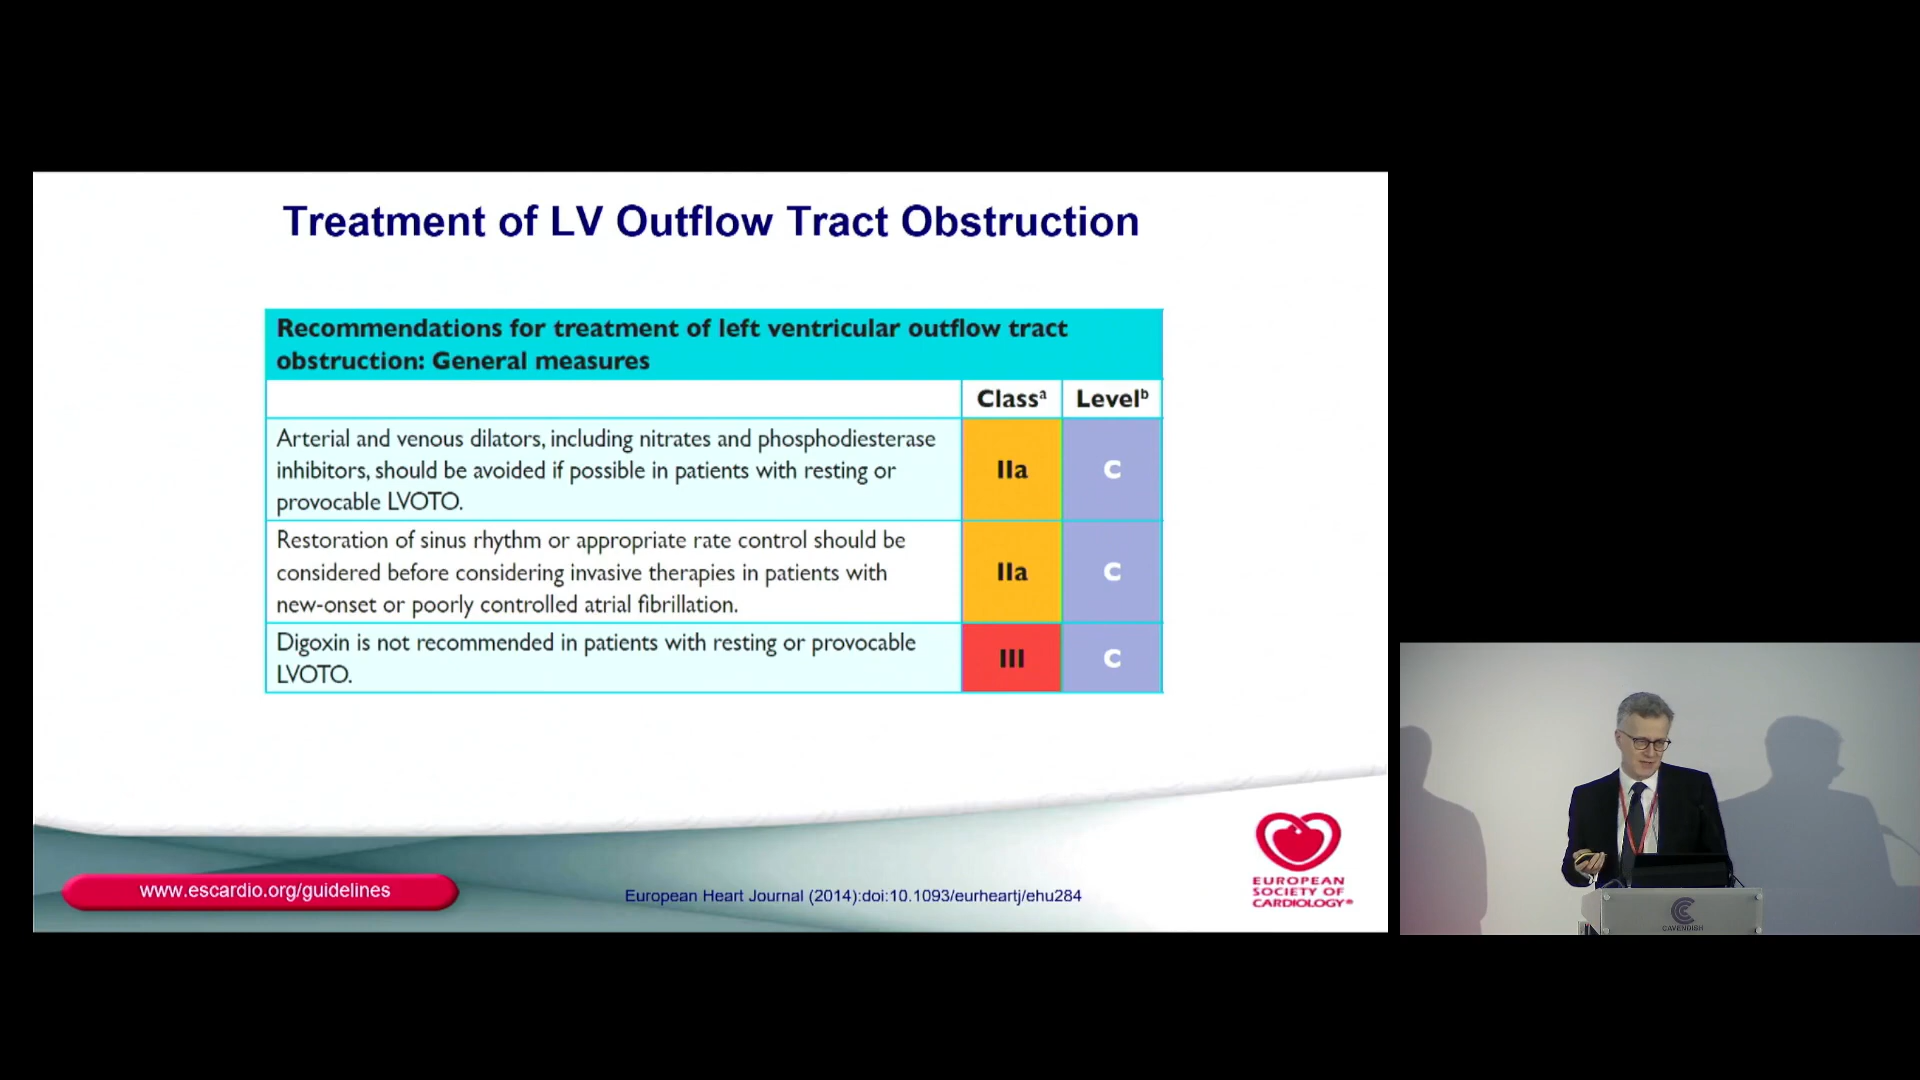 Treatment of LV Outflow Tract Obstruction
Recommendations for treatment of left ventricular outflow tract
obstruction: General measures
Classᵃ Levelᵇ
Arterial and venous dilators, including nitrates and phosphodiesterase
inhibitors, should be avoided if possible in patients with resting or
provocable LVOTO.
IIa C
Restoration of sinus rhythm or appropriate rate control should be
considered before considering invasive therapies in patients with
new-onset or poorly controlled atrial fibrillation.
IIa C
Digoxin is not recommended in patients with resting or provocable
LVOTO.
III C
www.escardio.org/guidelines
European Heart Journal (2014):doi:10.1093/eurheartj/ehu284
EUROPEAN
SOCIETY OF
CARDIOLOGY®
CAVENDISH